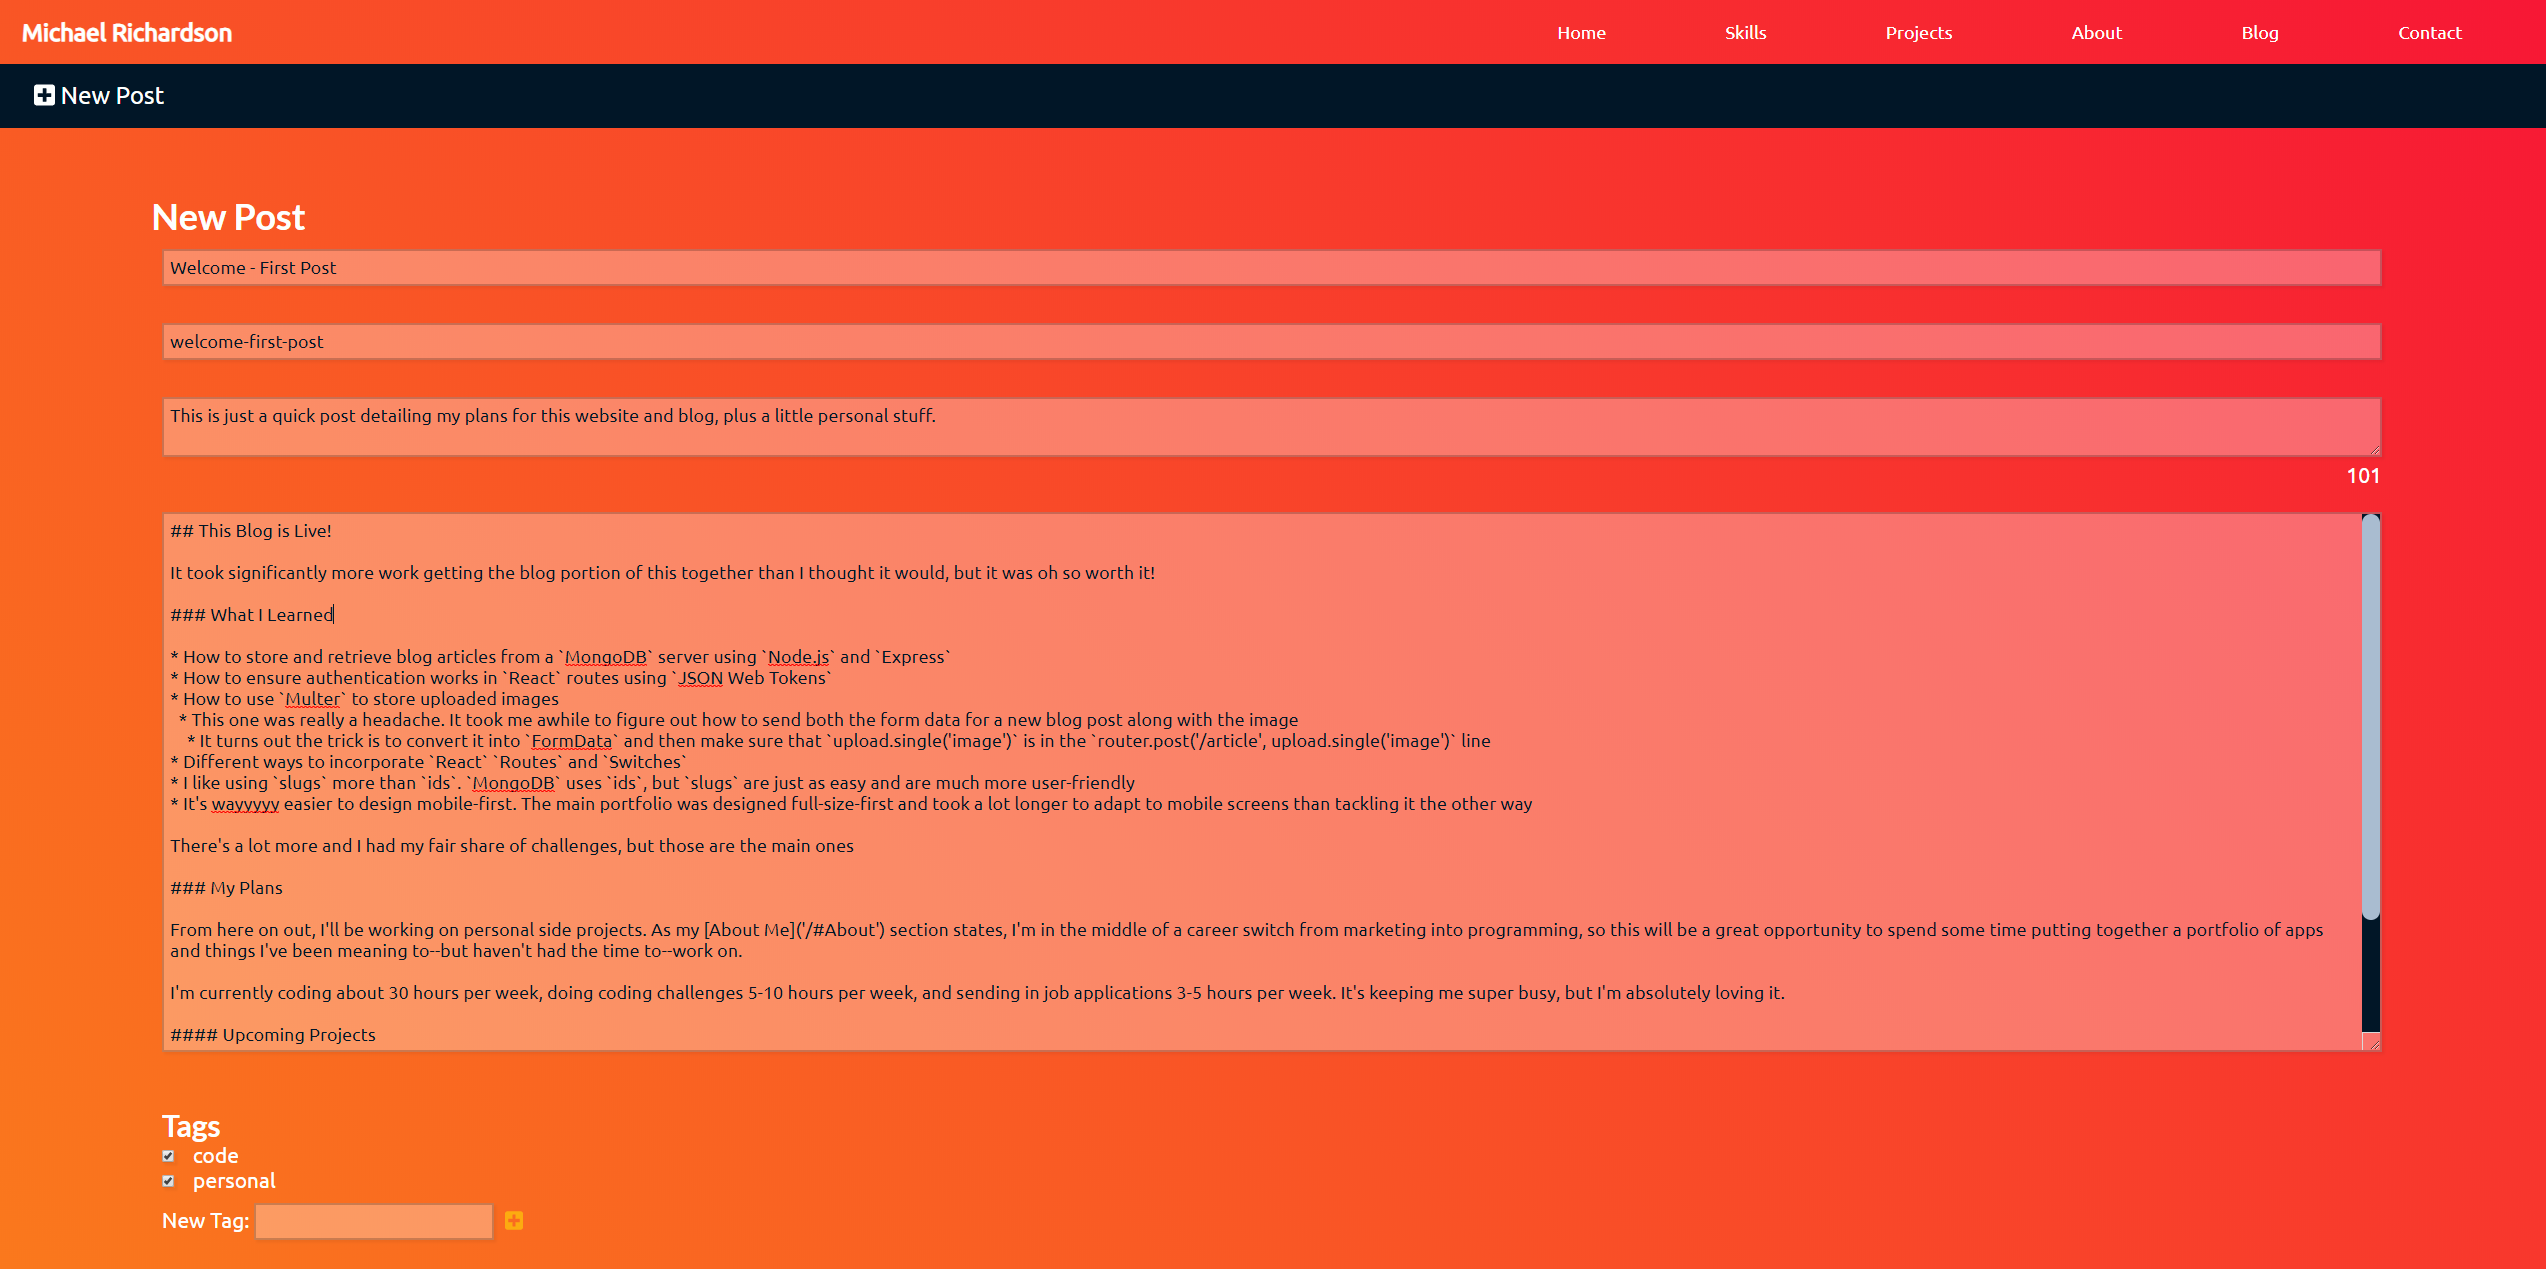 Michael Richardson
Home Skills Projects About Blog Contact
New Post
New Post
Welcome - First Post
welcome-first-post
This is just a quick post detailing my plans for this website and blog, plus a little personal stuff.
101
## This Blog is Live!
It took significantly more work getting the blog portion of this together than I thought it would, but it was oh so worth it!
### What I Learned
* How to store and retrieve blog articles from a `MongoDB` server using `Node.js` and `Express`
* How to ensure authentication works in `React` routes using `JSON Web Tokens`
* How to use `Multer` to store uploaded images
* This one was really a headache. It took me awhile to figure out how to send both the form data for a new blog post along with the image
* It turns out the trick is to convert it into `FormData` and then make sure that `upload.single('image')` is in the `router.post('/article', upload.single('image')` line
* Different ways to incorporate `React` `Routes` and `Switches`
* I like using `slugs` more than `ids`. `MongoDB` uses `ids`, but `slugs` are just as easy and are much more user-friendly
* It's wayyyyy easier to design mobile-first. The main portfolio was designed full-size-first and took a lot longer to adapt to mobile screens than tackling it the other way
There's a lot more and I had my fair share of challenges, but those are the main ones
### My Plans
From here on out, I'll be working on personal side projects. As my [About Me]('/#About') section states, I'm in the middle of a career switch from marketing into programming, so this will be a great opportunity to spend some time putting together a portfolio of apps
and things I've been meaning to--but haven't had the time to--work on.
I'm currently coding about 30 hours per week, doing coding challenges 5-10 hours per week, and sending in job applications 3-5 hours per week. It's keeping me super busy, but I'm absolutely loving it.
#### Upcoming Projects
Tags
code
personal
New Tag: